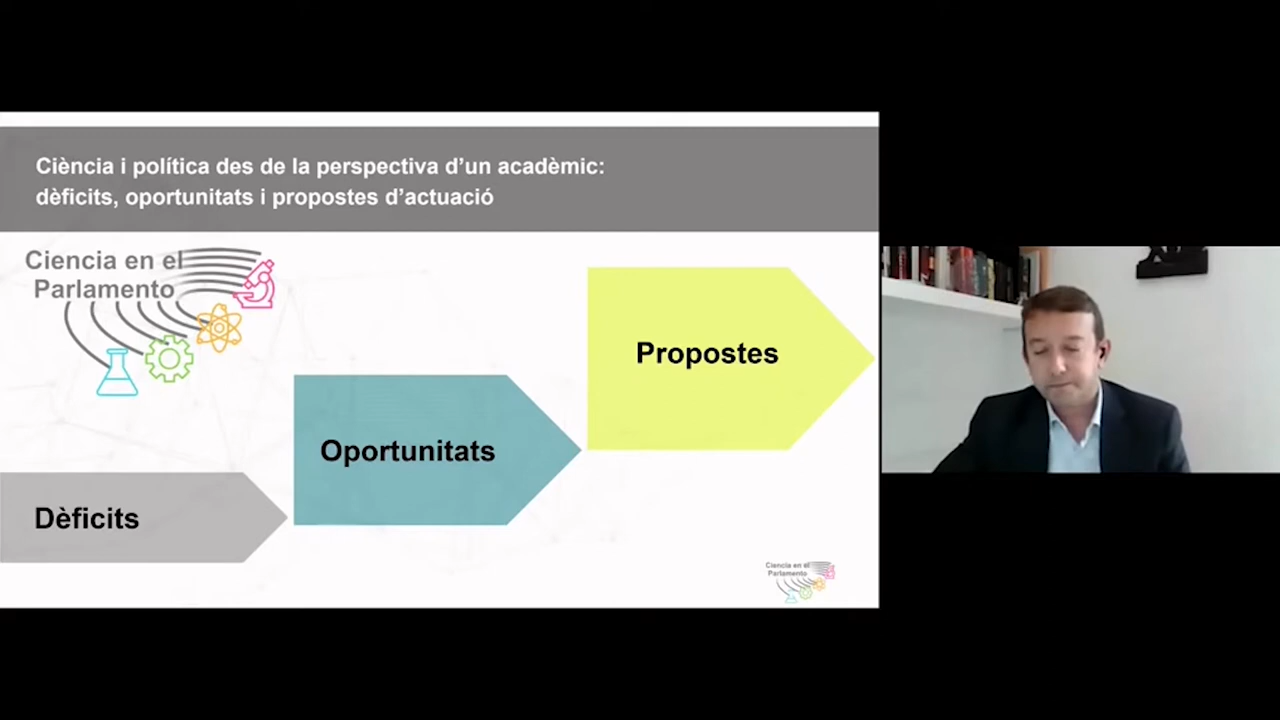 Ciència i política des de la perspectiva d'un acadèmic:
dèficits, oportunitats i propostes d'actuació
Ciencia en el
Parlamento
Propostes
Oportunitats
Dèficits
Ciencia en el
Parlamento